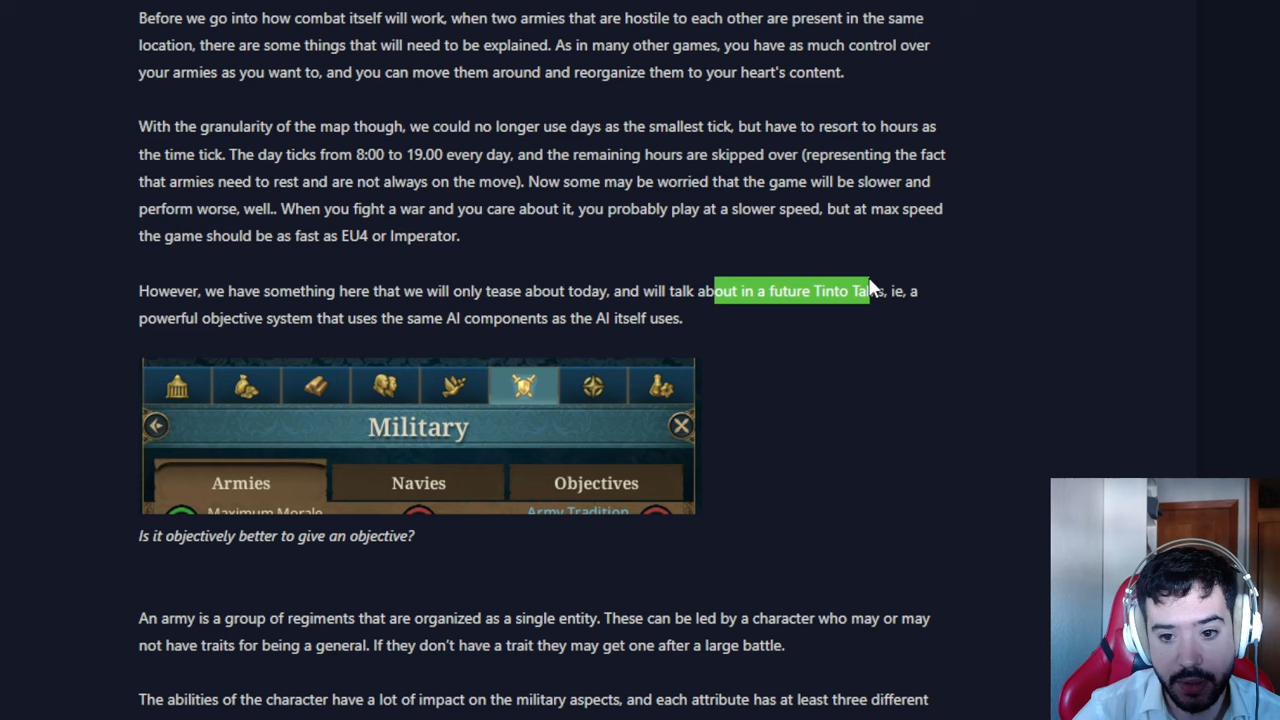 Before we go into how combat itself will work, when two armies that are hostile to each other are present in the same
location, there are some things that will need to be explained. As in many other games, you have as much control over
your armies as you want to, and you can move them around and reorganize them to your heart's content.
With the granularity of the map though, we could no longer use days as the smallest tick, but have to resort to hours as
the time tick. The day ticks from 8:00 to 19.00 every day, and the remaining hours are skipped over (representing the fact
that armies need to rest and are not always on the move). Now some may be worried that the game will be slower and
perform worse, well.. When you fight a war and you care about it, you probably play at a slower speed, but at max speed
the game should be as fast as EU4 or Imperator.
However, we have something here that we will only tease about today, and will talk about in a future Tinto Talks, ie, a
powerful objective system that uses the same AI components as the AI itself uses.
Military
Armies Navies Objectives
Maximum Morale Army Tradition
Is it objectively better to give an objective?
An army is a group of regiments that are organized as a single entity. These can be led by a character who may or may
not have traits for being a general. If they don’t have a trait they may get one after a large battle.
The abilities of the character have a lot of impact on the military aspects, and each attribute has at least three different